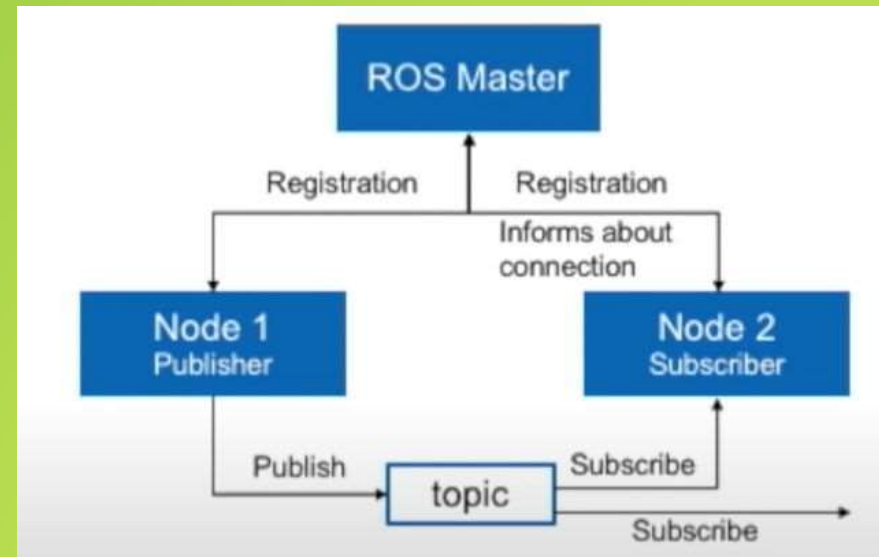 ROS Master
Registration
Registration
Informs about
connection
Node 1
Publisher
Node 2
Subscriber
Publish
topic
Subscribe
Subscribe